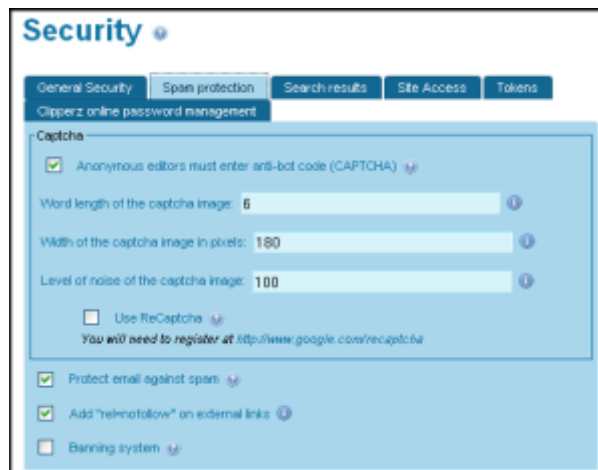 Security
General Security
Spam protection
Search results
Site Access
Tokens
Clipperz online password management
Captcha
Anonymous editors must enter anti-bot code (CAPTCHA)
Word length of the captcha image: 6
Width of the captcha image in pixels: 180
Level of noise of the captcha image: 100
Use ReCaptcha
You will need to register at http://www.google.com/recaptcha
Protect email against spam
Add "rel=nofollow" on external links
Banning system